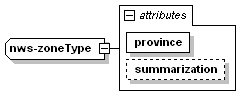 attributes
nws-zoneType
province
summarization